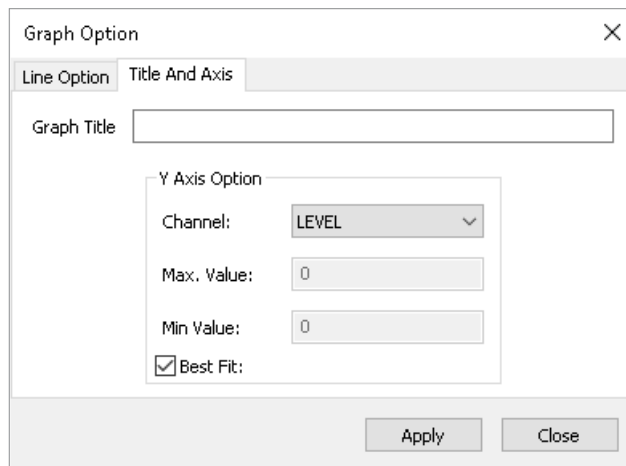 Graph Option
Line Option Title And Axis
Graph Title
Y Axis Option
Channel: LEVEL
Max. Value: 0
Min Value: 0
Best Fit:
Apply Close